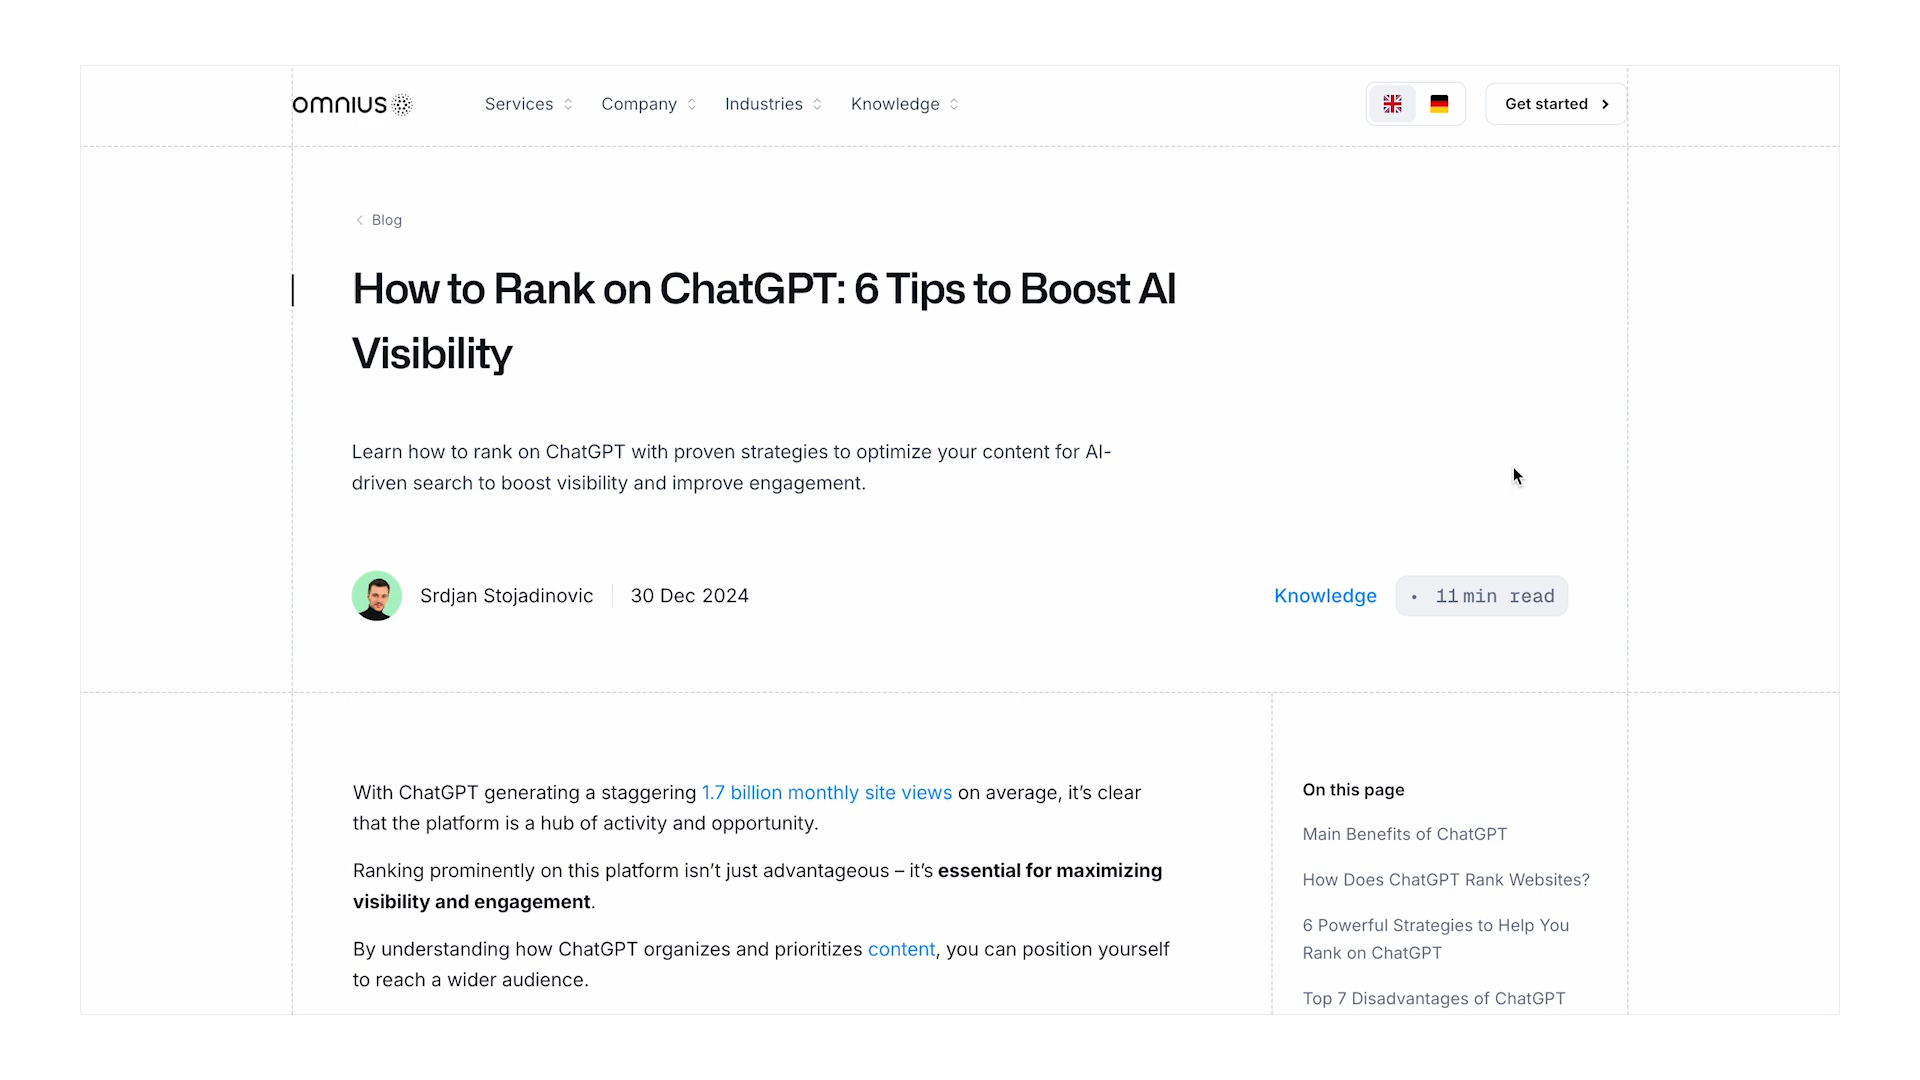 omnius
Services
Company
Industries
Knowledge
Get started
Blog
How to Rank on ChatGPT: 6 Tips to Boost AI
Visibility
Learn how to rank on ChatGPT with proven strategies to optimize your content for AI-
driven search to boost visibility and improve engagement.
Srdjan Stojadinovic
30 Dec 2024
Knowledge
• 11 min read
With ChatGPT generating a staggering 1.7 billion monthly site views on average, it’s clear
that the platform is a hub of activity and opportunity.
Ranking prominently on this platform isn’t just advantageous – it’s essential for maximizing
visibility and engagement.
By understanding how ChatGPT organizes and prioritizes content, you can position yourself
to reach a wider audience.
On this page
Main Benefits of ChatGPT
How Does ChatGPT Rank Websites?
6 Powerful Strategies to Help You
Rank on ChatGPT
Top 7 Disadvantages of ChatGPT